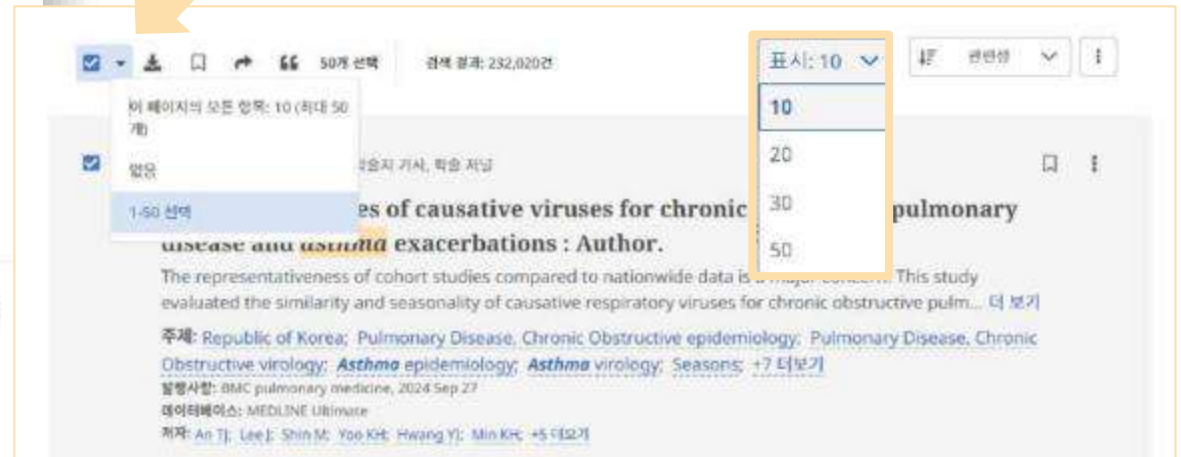 50개 선택
검색 결과: 232,020건
표시: 10
관련성
10
20
30
50
이 페이지의 모든 항목: 10 (최대 50
개)
없음
1-50 선택
기사, 학술 저널
es of causative viruses for chronic pulmonary
disease and asthma exacerbations : Author.
The representativeness of cohort studies compared to nationwide data is a major concern. This study
evaluated the similarity and seasonality of causative respiratory viruses for chronic obstructive pulm... 더 보기
주제: Republic of Korea; Pulmonary Disease, Chronic Obstructive epidemiology; Pulmonary Disease, Chronic
Obstructive virology; Asthma epidemiology; Asthma virology; Seasons; +7 더보기
발행사항: BMC pulmonary medicine, 2024 Sep 27
데이터베이스: MEDLINE Ultimate
저자: An TJ; Lee J; Shin M; Yoo KH; Hwang YI; Min KH; +5 더보기